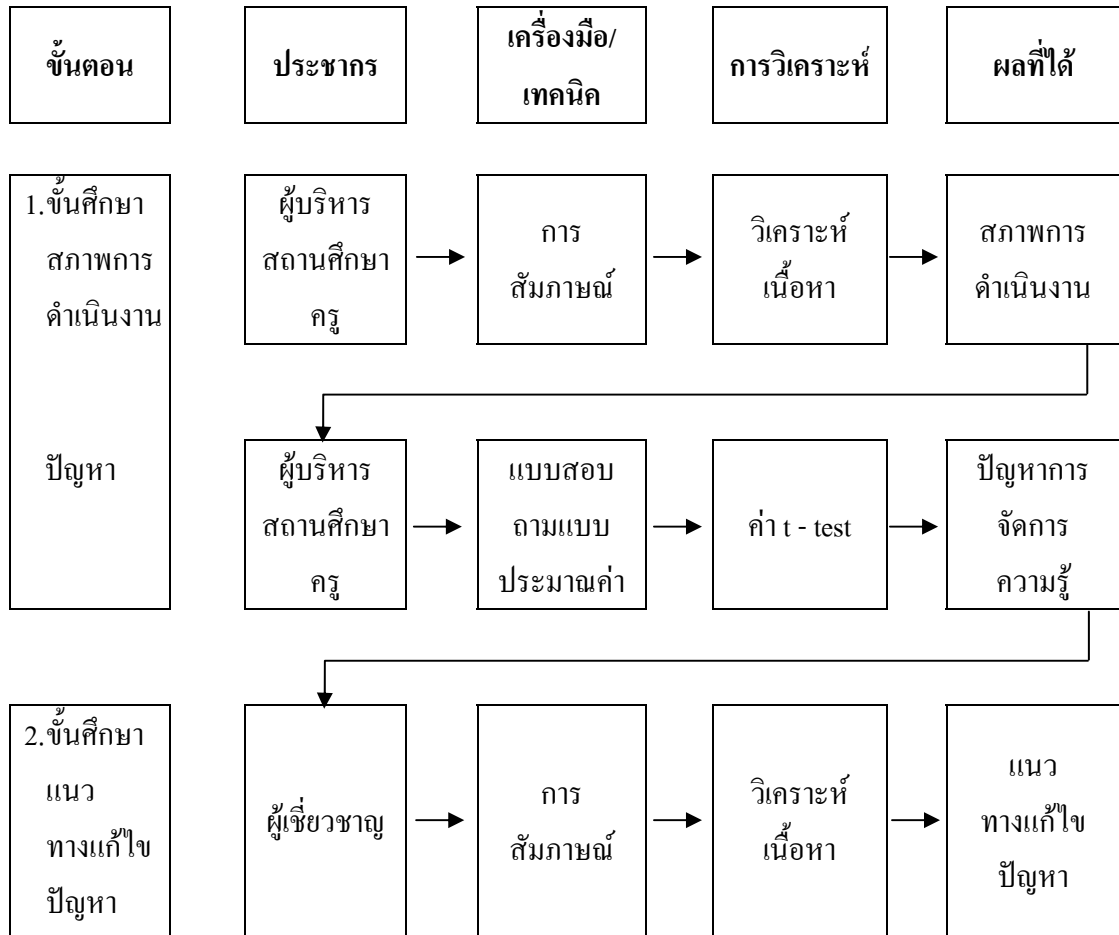 ขั้นตอน
ประชากร
เครื่องมือ/
เทคนิค
การวิเคราะห์
ผลที่ได้
1.ขั้นศึกษา
สภาพการ
ดำเนินงาน
ผู้บริหาร
สถานศึกษา
ครู
การ
สัมภาษณ์
วิเคราะห์
เนื้อหา
สภาพการ
ดำเนินงาน
ปัญหา
ผู้บริหาร
สถานศึกษา
ครู
แบบสอบ
ถามแบบ
ประมาณค่า
ค่า t - test
ปัญหาการ
จัดการ
ความรู้
2.ขั้นศึกษา
แนว
ทางแก้ไข
ปัญหา
ผู้เชี่ยวชาญ
การ
สัมภาษณ์
วิเคราะห์
เนื้อหา
แนว
ทางแก้ไข
ปัญหา